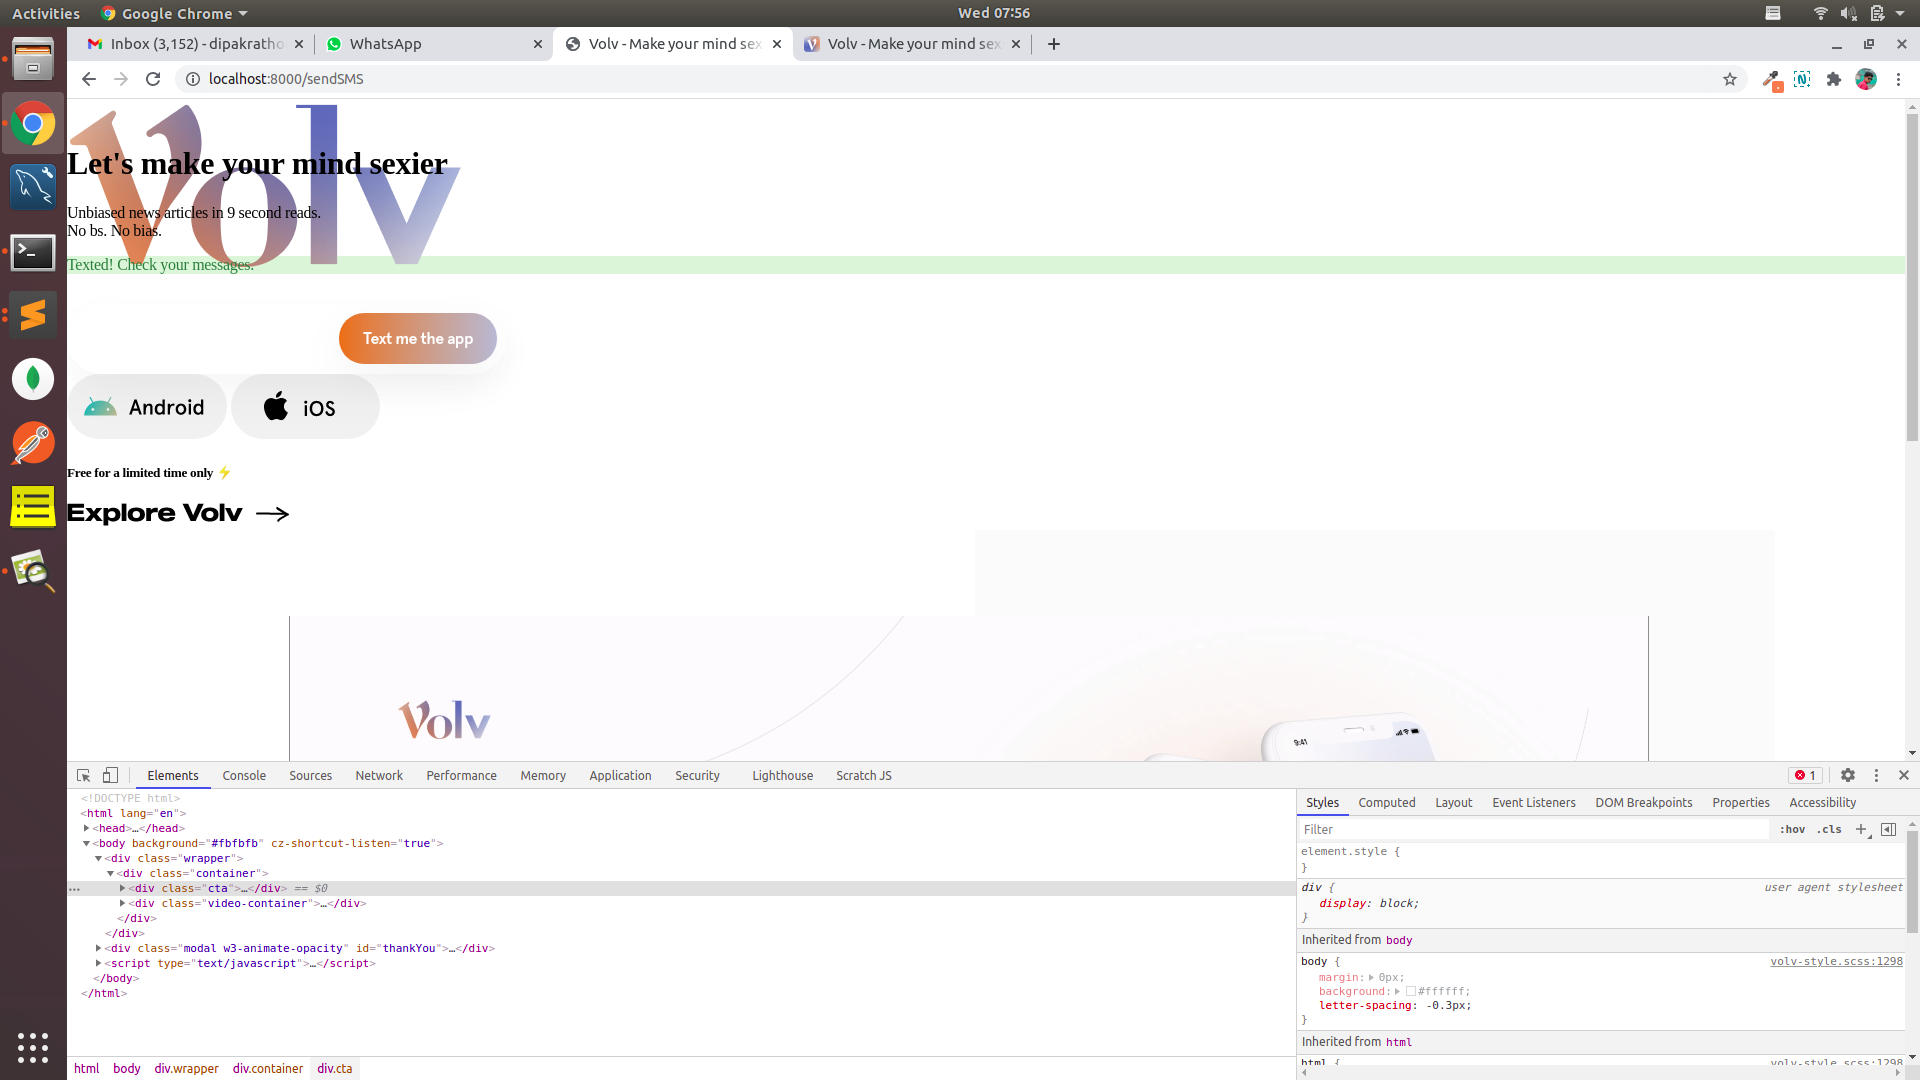 Activities
Google Chrome
Wed 07:56
Inbox (3,152) - dipakratho
WhatsApp
Volv - Make your mind sex
Volv - Make your mind sex
localhost:8000/sendSMS
Volv
Let's make your mind sexier
Unbiased news articles in 9 second reads.
No bs. No bias.
Texted! Check your messages.
Text me the app
Android
iOS
Free for a limited time only ⚡
Explore Volv →
Volv
9:41
Elements
Console
Sources
Network
Performance
Memory
Application
Security
Lighthouse
Scratch JS
1
<!DOCTYPE html>
<html lang="en">
<head>…</head>
<body background="#fbfbfb" cz-shortcut-listen="true">
<div class="wrapper">
<div class="container">
<div class="cta">…</div> == $0
<div class="video-container">…</div>
</div>
</div>
<div class="modal w3-animate-opacity" id="thankYou">…</div>
<script type="text/javascript">…</script>
</body>
</html>
html
body
div.wrapper
div.container
div.cta
Styles
Computed
Layout
Event Listeners
DOM Breakpoints
Properties
Accessibility
Filter
:hov
.cls
element.style {
}
div {
user agent stylesheet
display: block;
}
Inherited from body
body {
volv-style.scss:1298
margin: 0px;
background: #ffffff;
letter-spacing: -0.3px;
}
Inherited from html
html {
volv-style.scss:1298